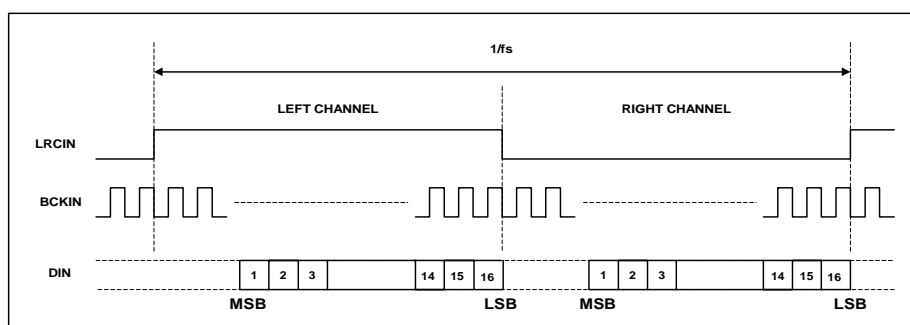 1/fs
LEFT CHANNEL RIGHT CHANNEL
LRCIN
BCKIN
DIN 1 2 3 14 15 16 1 2 3 14 15 16
MSB LSB MSB LSB